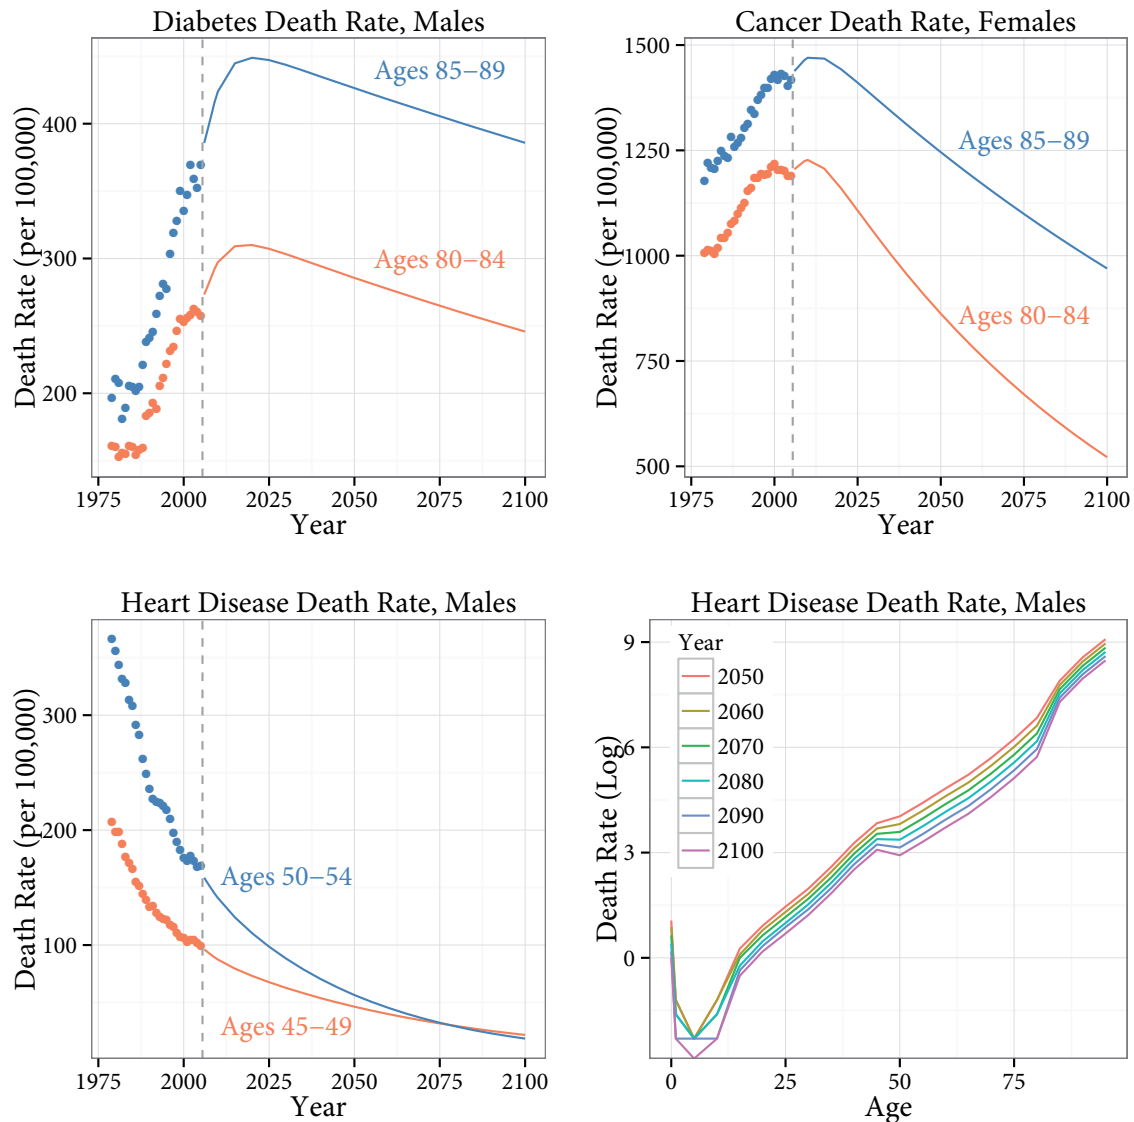 Diabetes Death Rate, Males
Death Rate (per 100,000)
400
300
200
Ages 85–89
Ages 80–84
1975 2000 2025 2050 2075 2100
Year
Cancer Death Rate, Females
Death Rate (per 100,000)
1500
1250
1000
750
500
Ages 85–89
Ages 80–84
1975 2000 2025 2050 2075 2100
Year
Heart Disease Death Rate, Males
Death Rate (per 100,000)
300
200
100
Ages 50–54
Ages 45–49
1975 2000 2025 2050 2075 2100
Year
Heart Disease Death Rate, Males
Death Rate (Log)
9
6
3
0
Year
2050
2060
2070
2080
2090
2100
0 25 50 75
Age